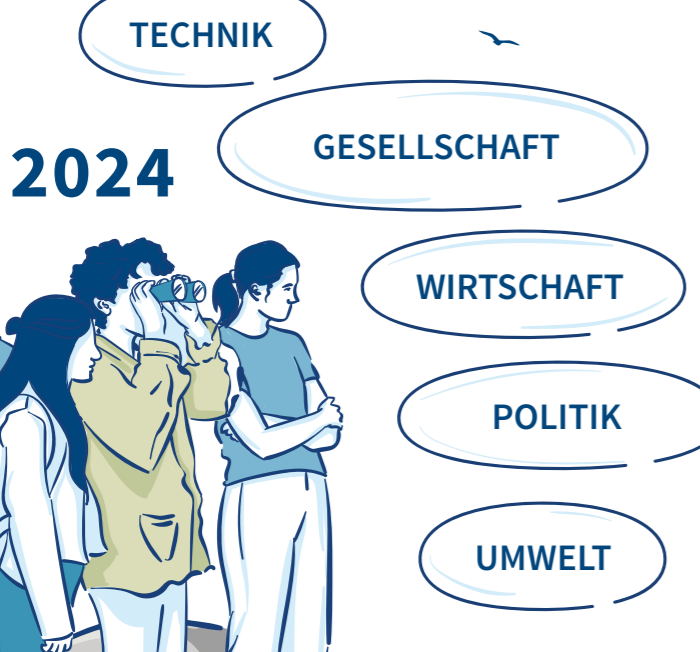 TECHNIK
GESELLSCHAFT
2024
WIRTSCHAFT
POLITIK
UMWELT